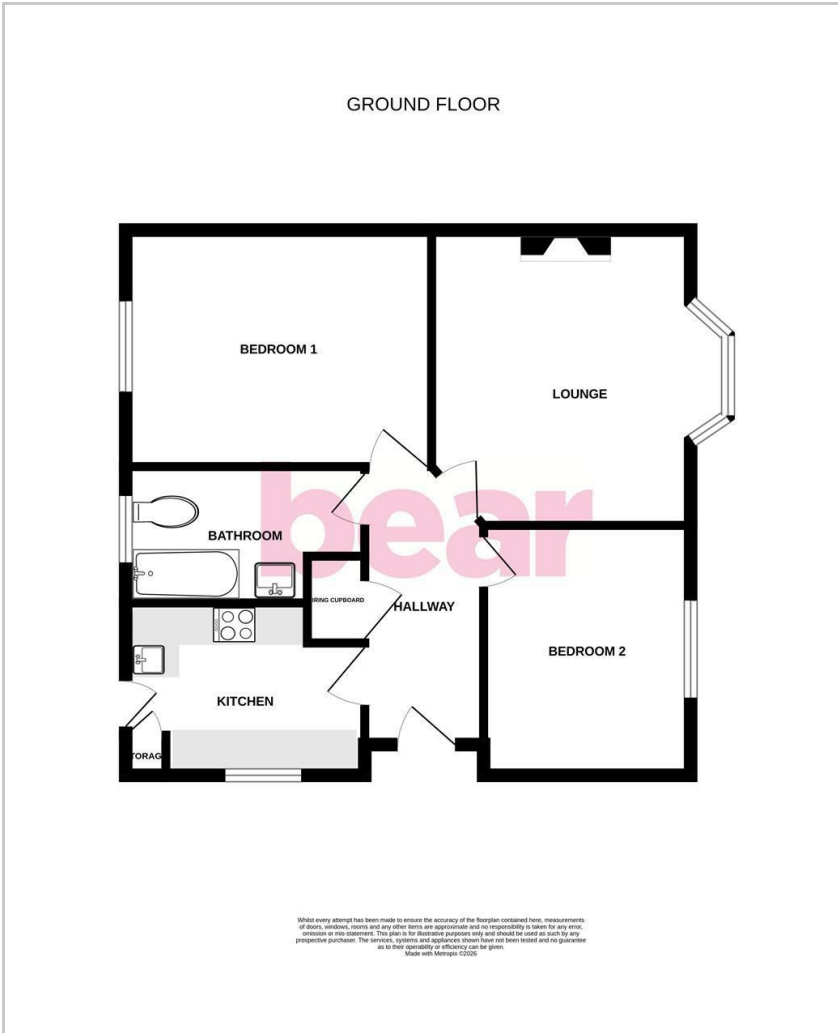 GROUND FLOOR
BEDROOM 1
LOUNGE
BATHROOM
bear
IRING CUPBOARD
HALLWAY
BEDROOM 2
KITCHEN
TORAG
Whilst every attempt has been made to ensure the accuracy of the floorplan contained here, measurements
of doors, windows, rooms and any other items are approximate and no responsibility is taken for any error,
omission or mis-statement. This plan is for illustrative purposes only and should be used as such by any
prospective purchaser. The services, systems and appliances shown have not been tested and no guarantee
as to their operability or efficiency can be given.
Made with Metropix ©2026